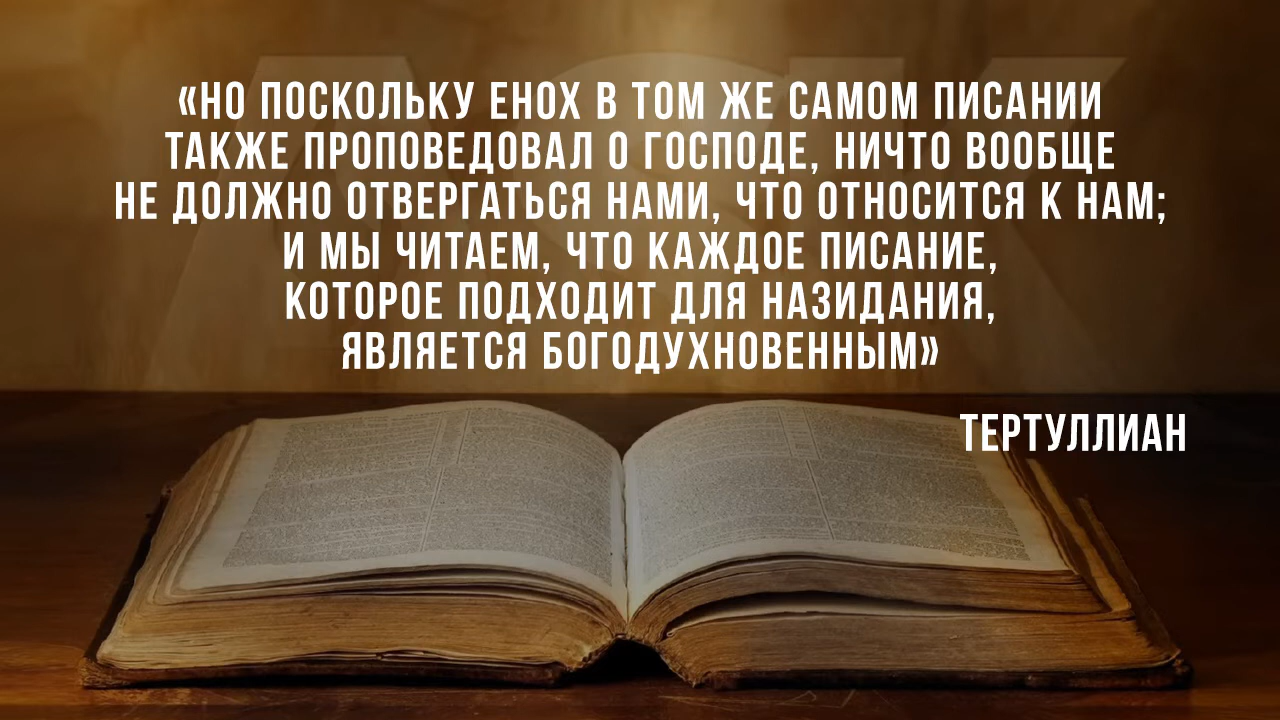 «НО ПОСКОЛЬКУ ЕНОХ В ТОМ ЖЕ САМОМ ПИСАНИИ
ТАКЖЕ ПРОПОВЕДОВАЛ О ГОСПОДЕ, НИЧТО ВООБЩЕ
НЕ ДОЛЖНО ОТВЕРГАТЬСЯ НАМИ, ЧТО ОТНОСИТСЯ К НАМ;
И МЫ ЧИТАЕМ, ЧТО КАЖДОЕ ПИСАНИЕ,
КОТОРОЕ ПОДХОДИТ ДЛЯ НАЗИДАНИЯ,
ЯВЛЯЕТСЯ БОГОДУХНОВЕННЫМ»
ТЕРТУЛЛИАН